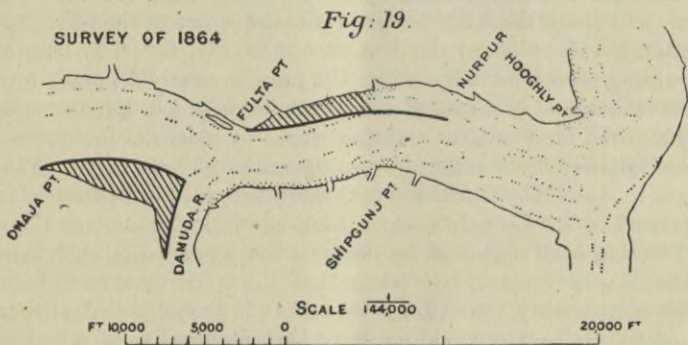 Fig. 19.
SURVEY OF 1864
FULTA PT
NURPUR
HOOGHLY PT
DHAJA PT
DAMUDA R.
SHIPGUNJ PT
SCALE 1/144,000
FT 10,000 5000 0 20,000 FT